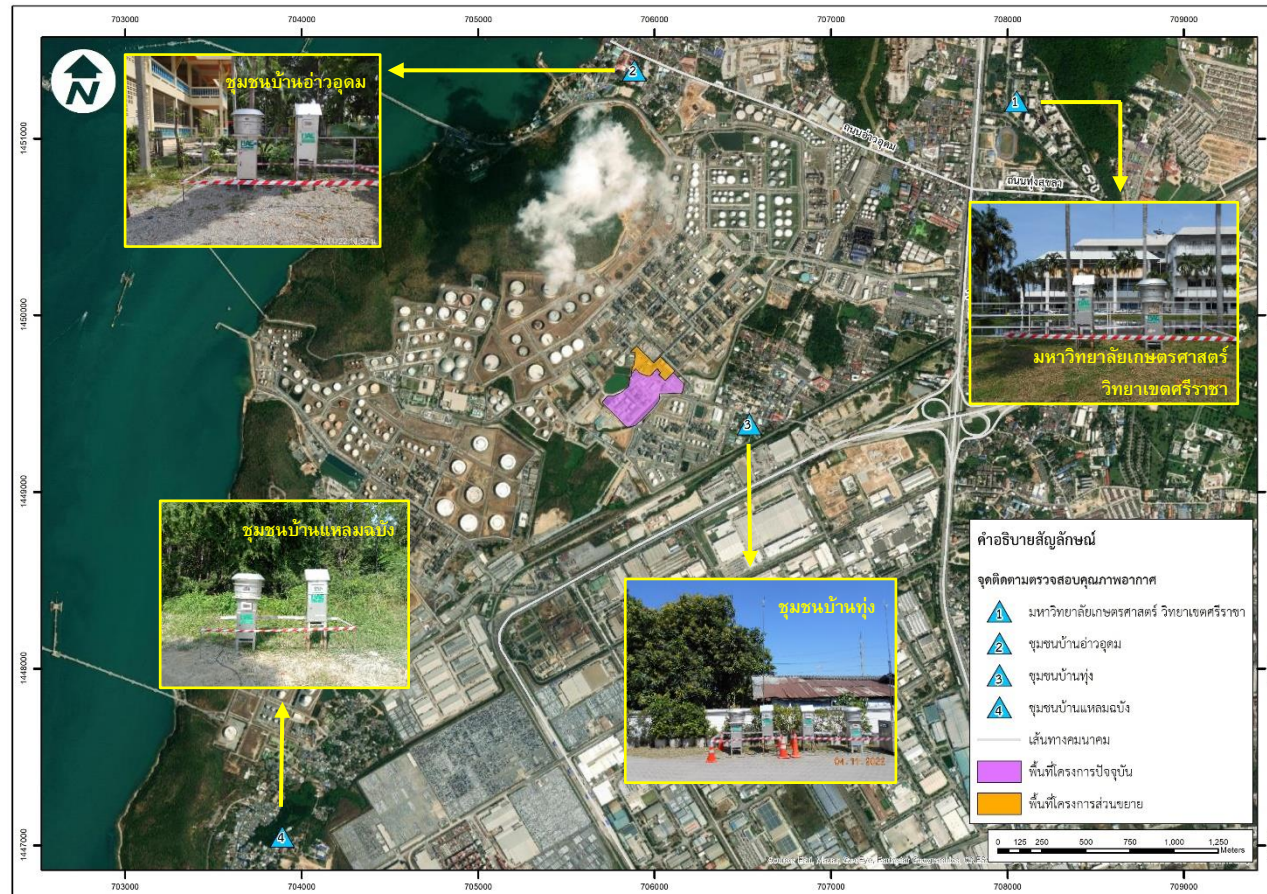 703000 704000 705000 706000 707000 708000 709000
1451000
1450000
1449000
1448000
1447000
N
ชุมชนบ้านอ่าวอุดม
2
1
ถนนอ่าวอุดม
ถนนทุ่งสุขลา
มหาวิทยาลัยเกษตรศาสตร์
วิทยาเขตศรีราชา
3
ชุมชนบ้านแหลมฉบัง
ชุมชนบ้านทุ่ง
4
คำอธิบายสัญลักษณ์
จุดติดตามตรวจสอบคุณภาพอากาศ
1 มหาวิทยาลัยเกษตรศาสตร์ วิทยาเขตศรีราชา
2 ชุมชนบ้านอ่าวอุดม
3 ชุมชนบ้านทุ่ง
4 ชุมชนบ้านแหลมฉบัง
เส้นทางคมนาคม
พื้นที่โครงการปัจจุบัน
พื้นที่โครงการส่วนขยาย
0 125 250 500 750 1,000 1,250
Meters
703000 704000 705000 706000 707000 708000 709000